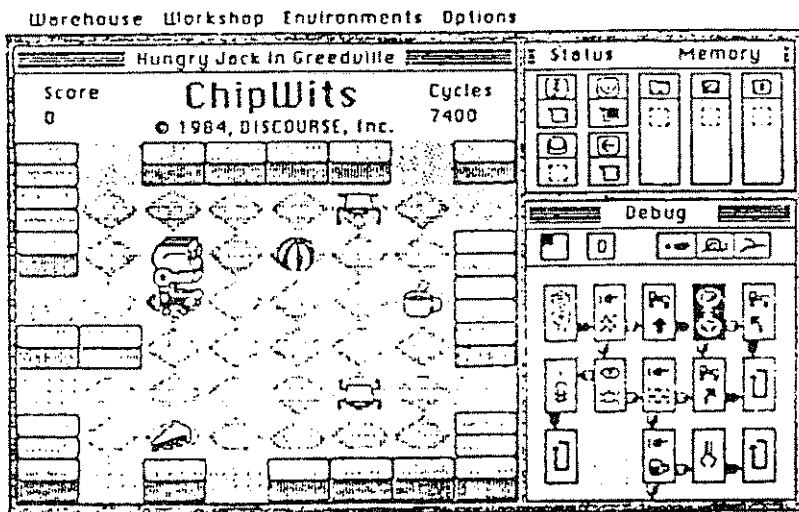 Warehouse Workshop Environments Options
Hungry Jack in Greedville
Score
0
ChipWits
Cycles
7400
© 1984, DISCOURSE, Inc.
Status Memory
Debug
0